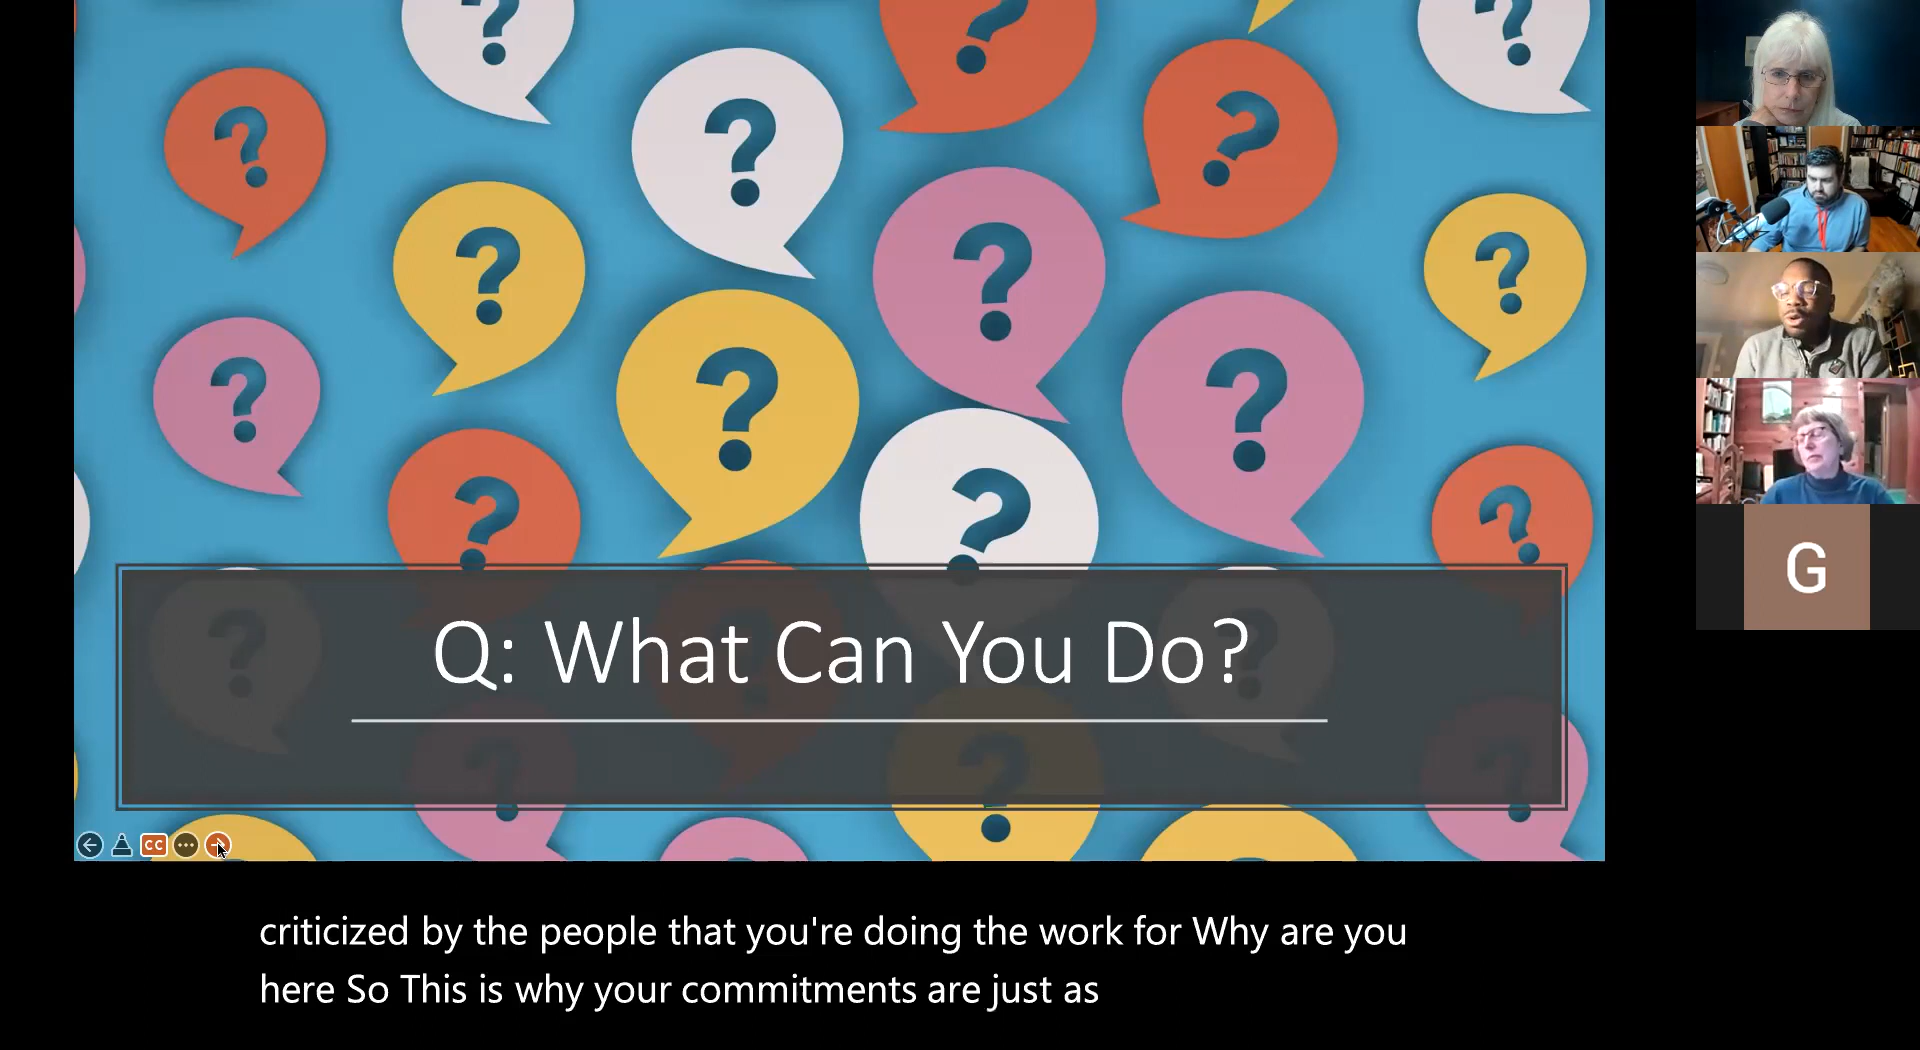 Q: What Can You Do?
CC
criticized by the people that you're doing the work for Why are you
here So This is why your commitments are just as
G